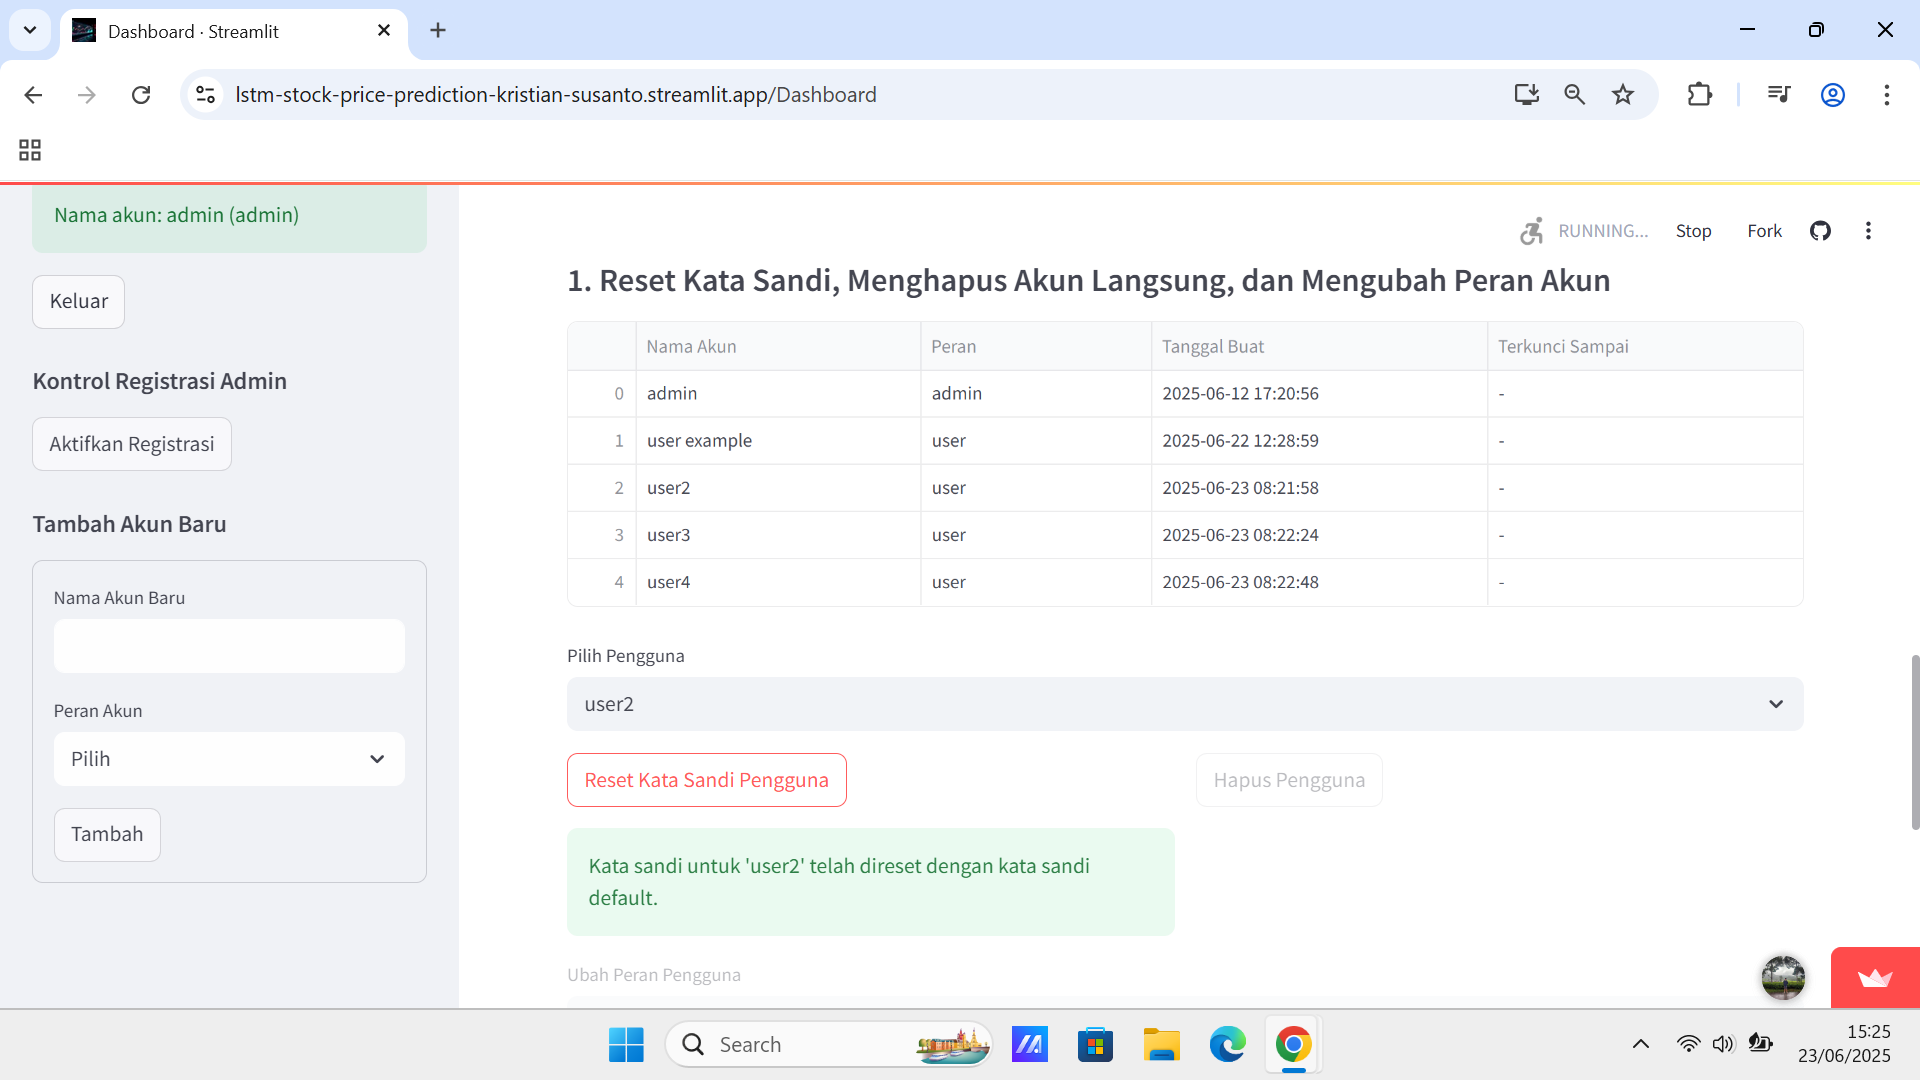 Dashboard · Streamlit
lstm-stock-price-prediction-kristian-susanto.streamlit.app/Dashboard
Nama akun: admin (admin)
Keluar
Kontrol Registrasi Admin
Aktifkan Registrasi
Tambah Akun Baru
Nama Akun Baru
Peran Akun
Pilih
Tambah
RUNNING...
Stop
Fork
1. Reset Kata Sandi, Menghapus Akun Langsung, dan Mengubah Peran Akun
Nama Akun Peran Tanggal Buat Terkunci Sampai
0 admin admin 2025-06-12 17:20:56 -
1 user example user 2025-06-22 12:28:59 -
2 user2 user 2025-06-23 08:21:58 -
3 user3 user 2025-06-23 08:22:24 -
4 user4 user 2025-06-23 08:22:48 -
Pilih Pengguna
user2
Reset Kata Sandi Pengguna
Hapus Pengguna
Kata sandi untuk 'user2' telah direset dengan kata sandi
default.
Ubah Peran Pengguna
Search
15:25
23/06/2025